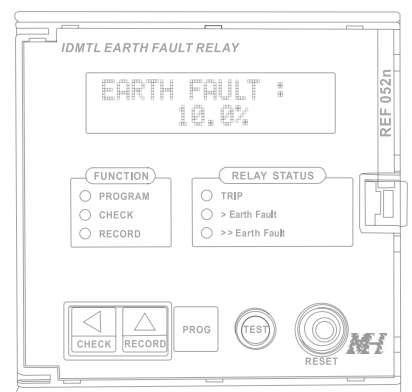 IDMTL EARTH FAULT RELAY
EARTH FAULT :
10.0%
REF 052n
FUNCTION
PROGRAM
CHECK
RECORD
RELAY STATUS
TRIP
> Earth Fault
>> Earth Fault
CHECK
RECORD
PROG
TEST
RESET
MH